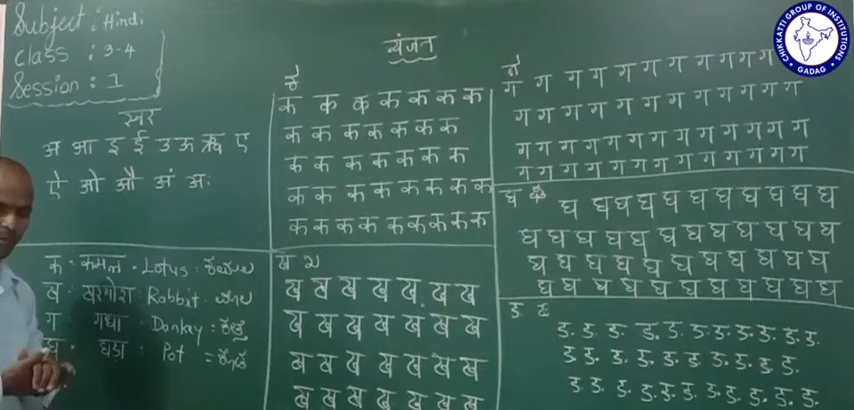 Subject : Hindi
Class : 3-4
Session : 1
स्वर
अ आ इ ई उ ऊ ऋ ए
ऐ ओ औ अं अः
क : कमल - Lotus :
ख - खरगोश Rabbit -
ग गधा - Donkey :
घ - घडा - Pot =
व्यंजन
क क क क क क क क
क क क क क क क
क क क क क क क
क क क क क क क क
क क क क क क क क
ख
ख ख ख ख ख ख ख
ख ख ख ख ख ख ख
ख ख ख ख ख ख ख
ख ख ख ख ख ख ख
ग ग ग ग ग ग ग ग ग ग ग
ग ग ग ग ग ग ग ग ग ग ग ग
ग ग ग ग ग ग ग ग ग ग ग ग
ग ग ग ग ग ग ग ग ग ग ग ग
घ
घ घ घ घ घ घ घ घ घ घ घ
घ घ घ घ घ घ घ घ घ घ घ घ
घ घ घ घ घ घ घ घ घ घ घ
घ घ घ घ घ घ घ घ घ घ घ
ङ
ङ ङ ङ ङ ङ ङ ङ ङ ङ ङ ङ
ङ ङ ङ ङ ङ ङ ङ ङ ङ ङ
ङ ङ ङ ङ ङ ङ ङ ङ ङ ङ ङ
CHIKKATTI GROUP OF INSTITUTIONS
GADAG